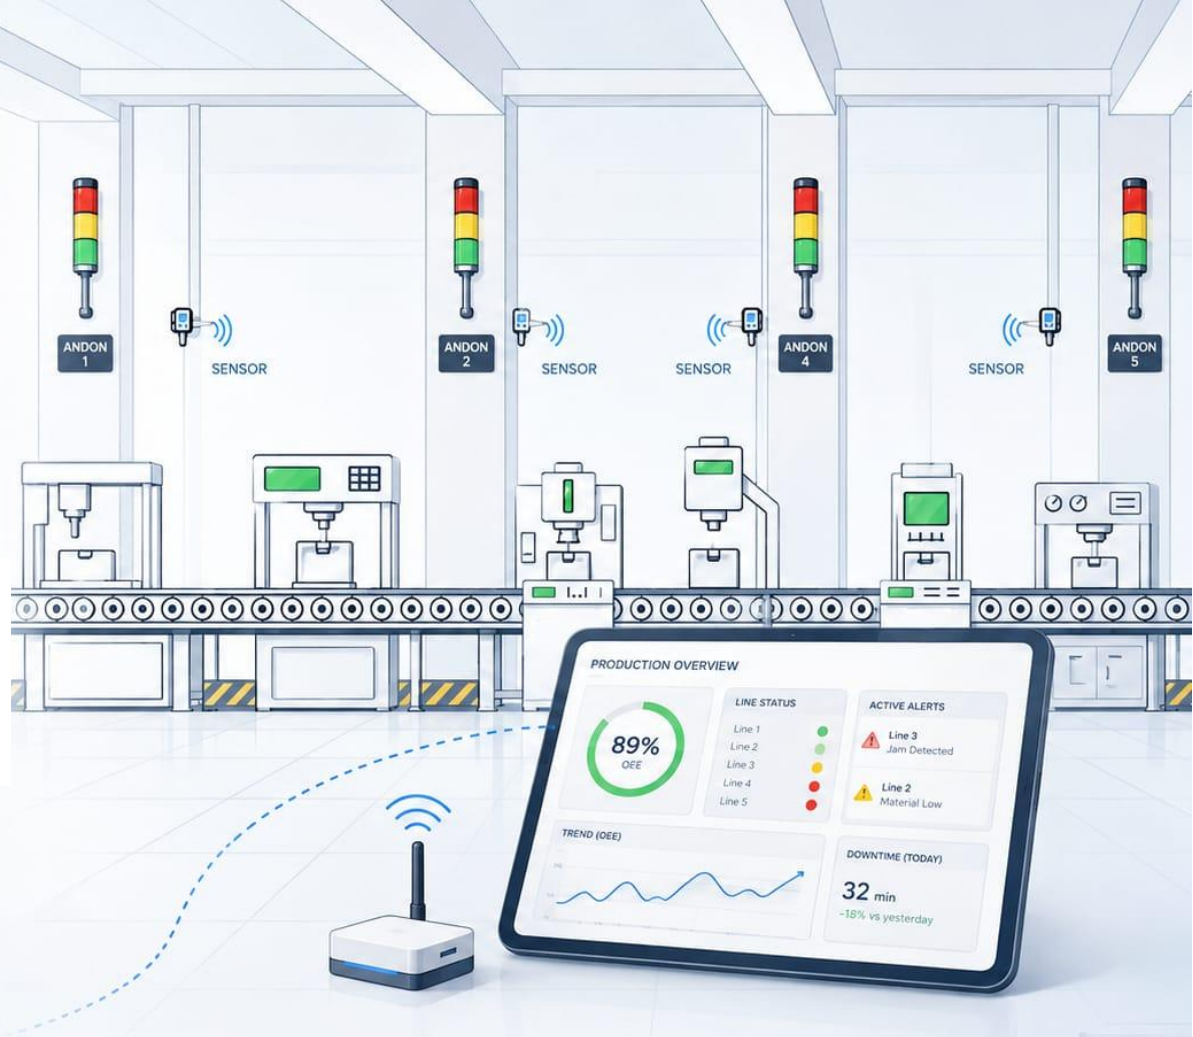 ANDON
1
ANDON
2
ANDON
4
ANDON
5
SENSOR
SENSOR
SENSOR
SENSOR
PRODUCTION OVERVIEW
89%
OEE
LINE STATUS
Line 1
Line 2
Line 3
Line 4
Line 5
ACTIVE ALERTS
Line 3
Jam Detected
Line 2
Material Low
TREND (OEE)
DOWNTIME (TODAY)
32 min
-18% vs yesterday